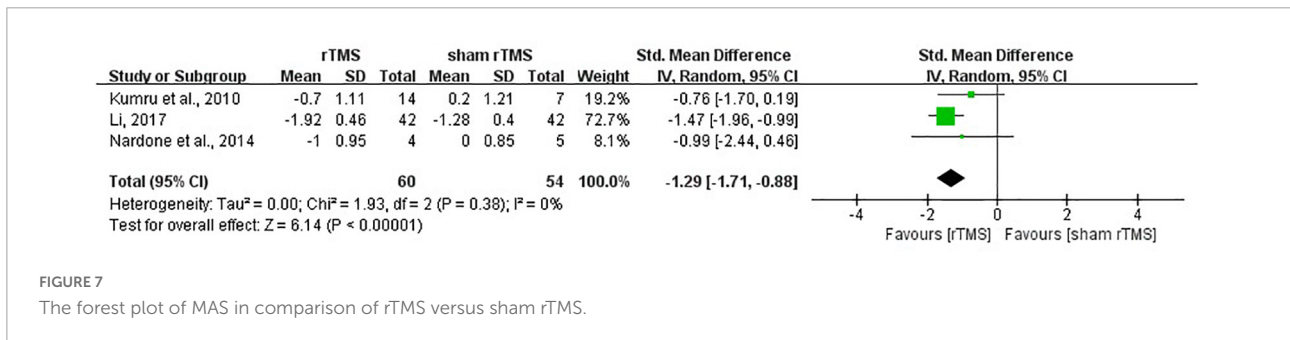 rTMS sham rTMS Std. Mean Difference Std. Mean Difference
Study or Subgroup Mean SD Total Mean SD Total Weight IV, Random, 95% CI IV, Random, 95% CI
Kumru et al., 2010 -0.7 1.11 14 0.2 1.21 7 19.2% -0.76 [-1.70, 0.19]
Li, 2017 -1.92 0.46 42 -1.28 0.4 42 72.7% -1.47 [-1.96, -0.99]
Nardone et al., 2014 -1 0.95 4 0 0.85 5 8.1% -0.99 [-2.44, 0.46]
Total (95% CI) 60 54 100.0% -1.29 [-1.71, -0.88]
Heterogeneity: Tau² = 0.00; Chi² = 1.93, df = 2 (P = 0.38); I² = 0%
Test for overall effect: Z = 6.14 (P < 0.00001)
-4 -2 0 2 4
Favours [rTMS] Favours [sham rTMS]
FIGURE 7
The forest plot of MAS in comparison of rTMS versus sham rTMS.